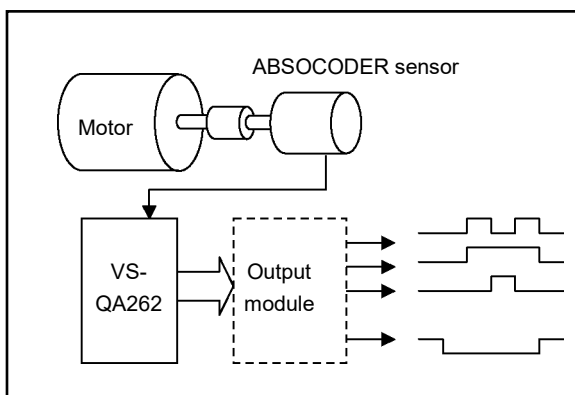 ABSOCODER sensor
Motor
VS-
QA262
Output
module